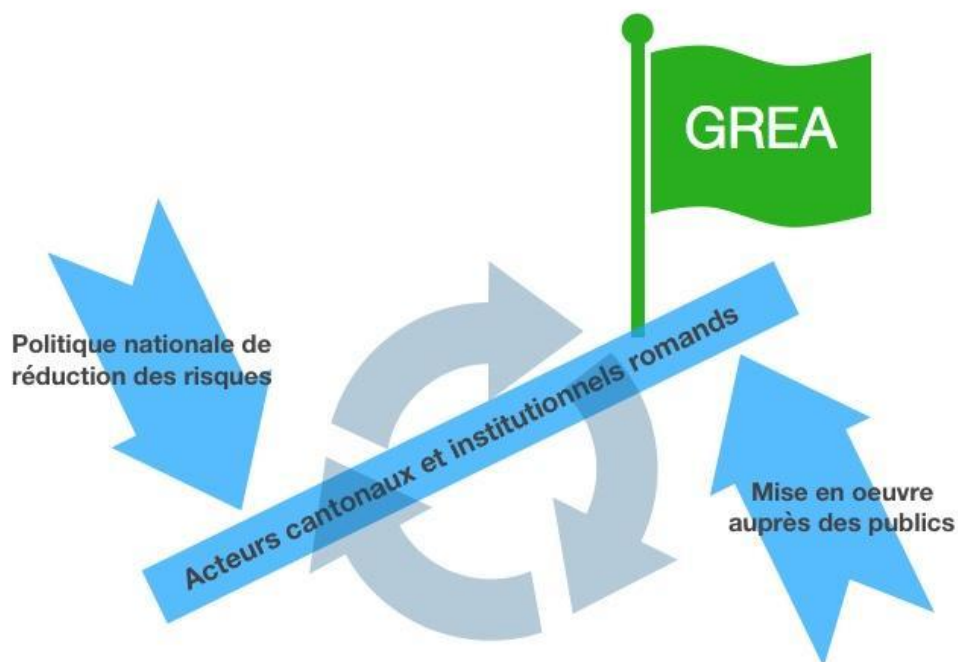 GREA
Politique nationale de
réduction des risques
Acteurs cantonaux et institutionnels romands
Mise en oeuvre
auprès des publics